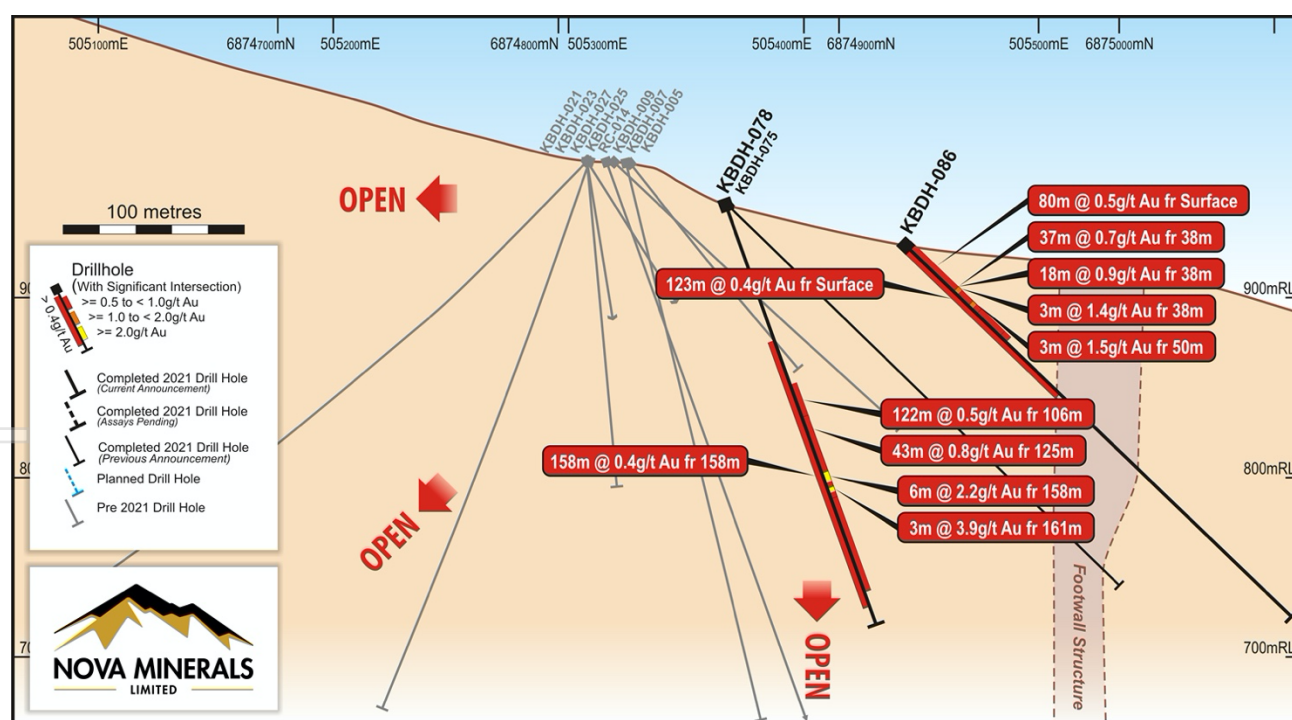 505100mE
6874700mN
505200mE
6874800mN
505300mE
505400mE
6874900mN
505500mE
6875000mN
KBDH-021
KBDH-023
KBDH-027
KBDH-025
RC-014
KBDH-009
KBDH-007
KBDH-005
KBDH-078
KBDH-075
KBDH-086
OPEN
80m @ 0.5g/t Au fr Surface
37m @ 0.7g/t Au fr 38m
18m @ 0.9g/t Au fr 38m
3m @ 1.4g/t Au fr 38m
3m @ 1.5g/t Au fr 50m
123m @ 0.4g/t Au fr Surface
900mRL
100 metres
Drillhole
(With Significant Intersection)
>= 0.5 to < 1.0g/t Au
>= 1.0 to < 2.0g/t Au
>= 2.0g/t Au
> 0.4g/t Au
Completed 2021 Drill Hole
(Current Announcement)
Completed 2021 Drill Hole
(Assays Pending)
Completed 2021 Drill Hole
(Previous Announcement)
Planned Drill Hole
Pre 2021 Drill Hole
90
80
70
122m @ 0.5g/t Au fr 106m
43m @ 0.8g/t Au fr 125m
158m @ 0.4g/t Au fr 158m
6m @ 2.2g/t Au fr 158m
3m @ 3.9g/t Au fr 161m
800mRL
OPEN
OPEN
Footwall Structure
700mRL
NOVA MINERALS
LIMITED